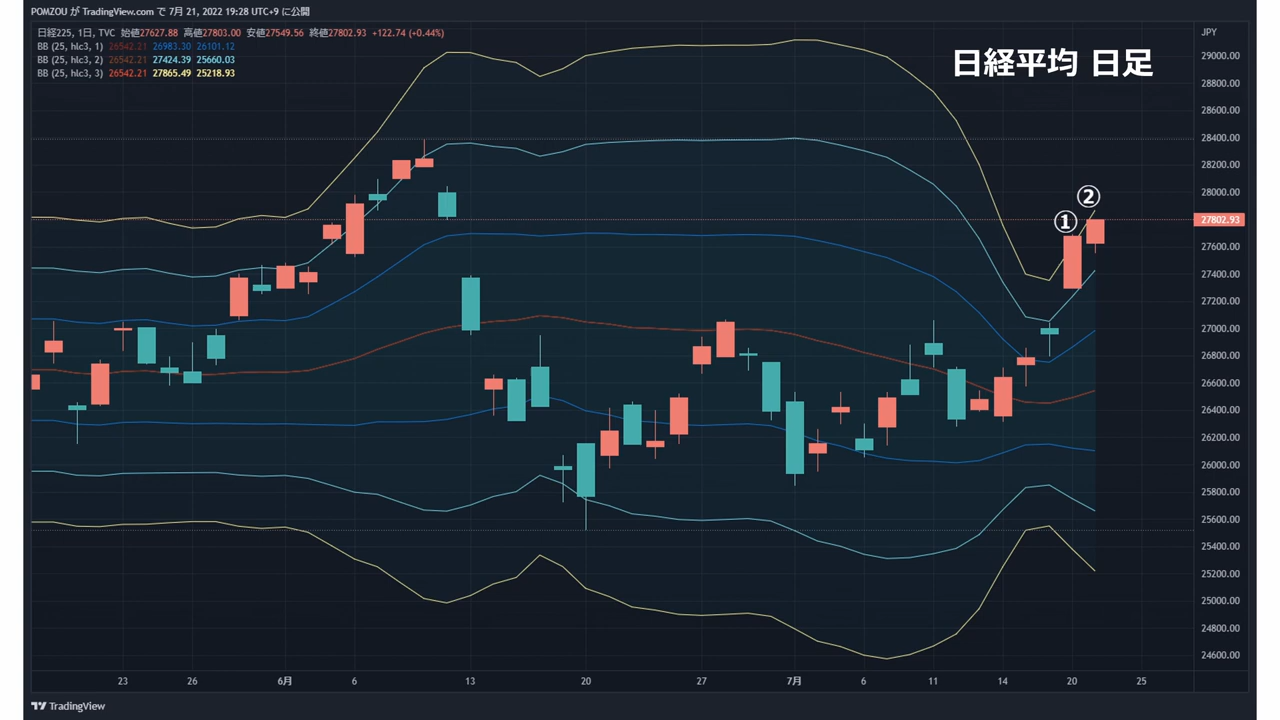 POMZOU が TradingView.com で 7月 21, 2022 19:28 UTC+9 に公開
日経225, 1日, TVC 始値27627.88 高値27803.00 安値27549.56 終値27802.93 +122.74 (+0.44%)
BB (25, hlc3, 1) 26542.21 26983.30 26101.12
BB (25, hlc3, 2) 26542.21 27424.39 25660.03
BB (25, hlc3, 3) 26542.21 27865.49 25218.93
日経平均 日足
JPY
29000.00
28800.00
28600.00
28400.00
28200.00
28000.00
27802.93
27600.00
27400.00
27200.00
27000.00
26800.00
26600.00
26400.00
26200.00
26000.00
25800.00
25600.00
25400.00
25200.00
25000.00
24800.00
24600.00
②
①
23 26 6月 6 13 20 27 7月 6 11 14 20 25
TradingView